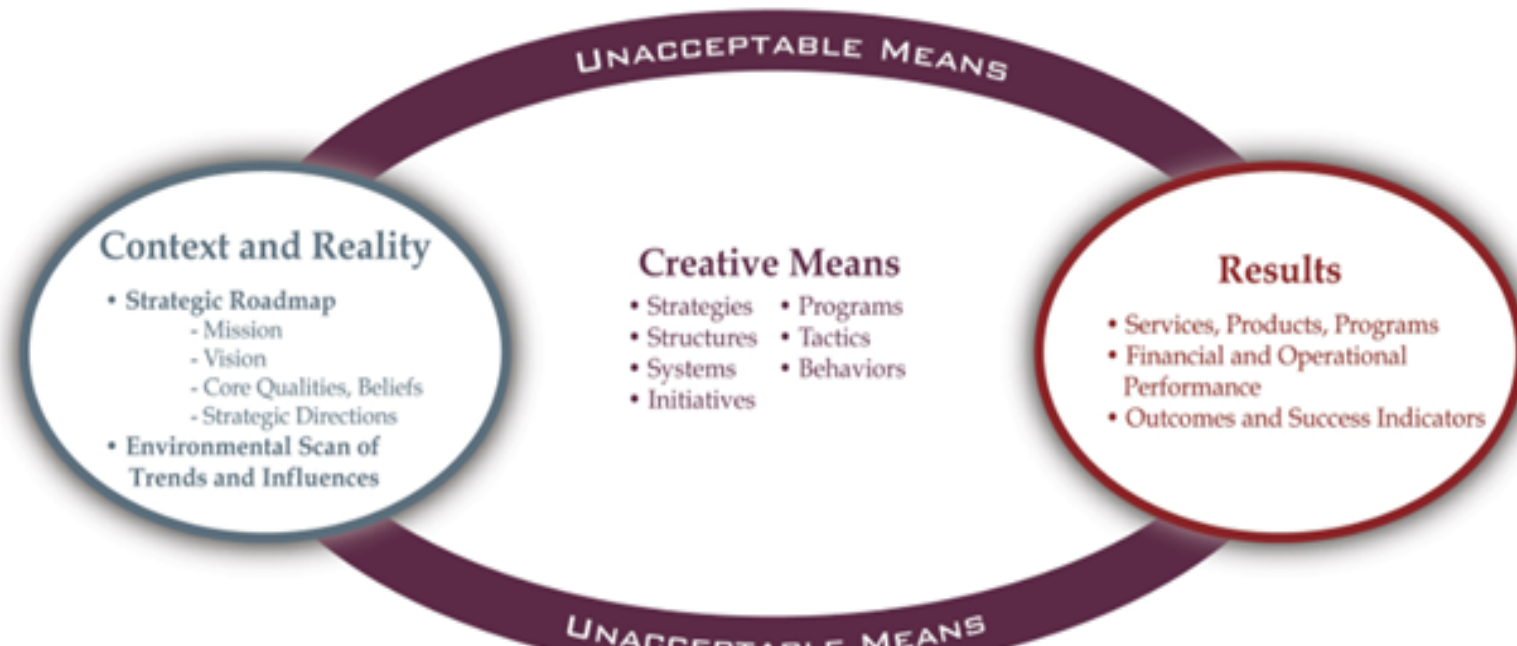 UNACCEPTABLE MEANS
Context and Reality
• Strategic Roadmap
- Mission
- Vision
- Core Qualities, Beliefs
- Strategic Directions
• Environmental Scan of
Trends and Influences
Creative Means
• Strategies • Programs
• Structures • Tactics
• Systems • Behaviors
• Initiatives
Results
• Services, Products, Programs
• Financial and Operational
Performance
• Outcomes and Success Indicators
UNACCEPTABLE MEANS